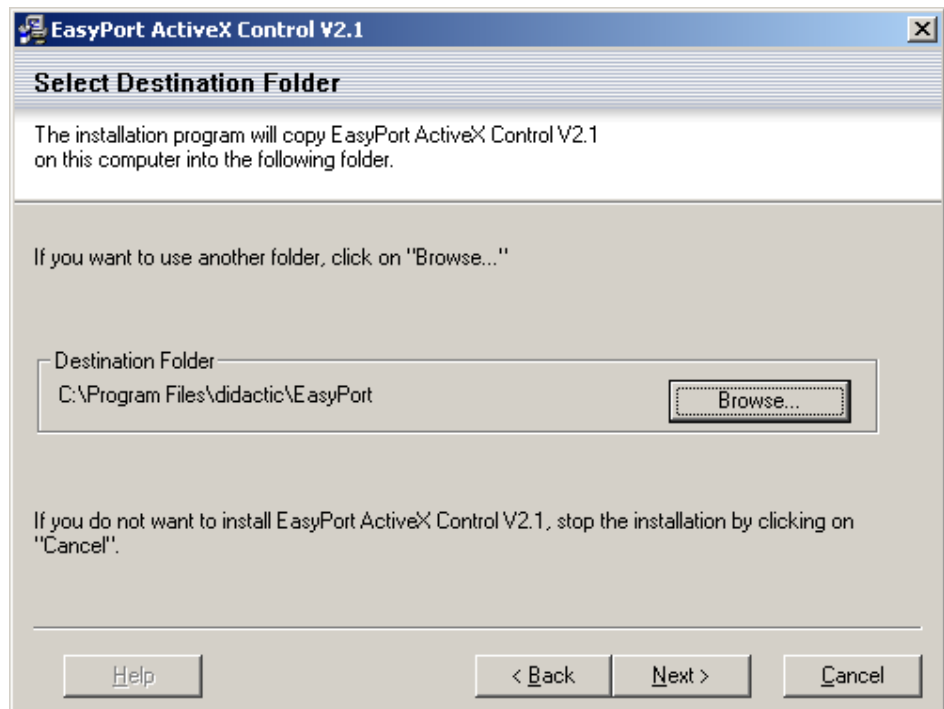 EasyPort ActiveX Control V2.1
Select Destination Folder
The installation program will copy EasyPort ActiveX Control V2.1
on this computer into the following folder.
If you want to use another folder, click on "Browse..."
Destination Folder
C:\Program Files\didactic\EasyPort
Browse...
If you do not want to install EasyPort ActiveX Control V2.1, stop the installation by clicking on
"Cancel".
Help
< Back
Next >
Cancel